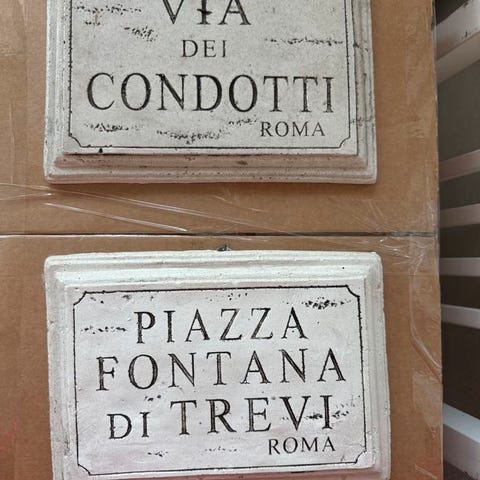 VIA
DEI
CONDOTTI
ROMA
PIAZZA
FONTANA
DI TREVI
ROMA